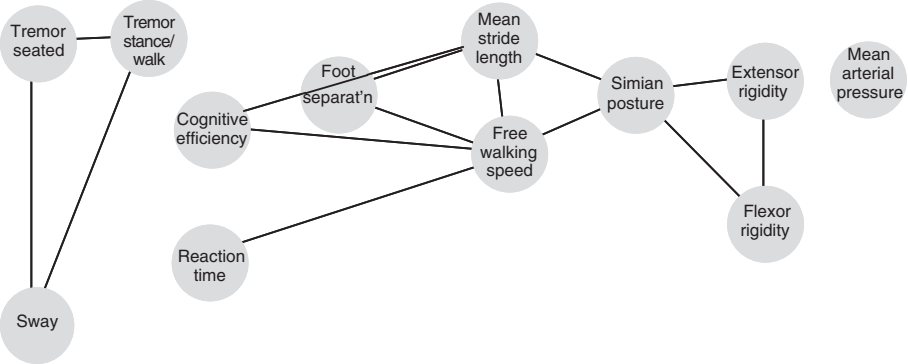 Tremor
seated
Tremor
stance/
walk
Mean
stride
length
Foot
separat'n
Cognitive
efficiency
Free
walking
speed
Simian
posture
Extensor
rigidity
Mean
arterial
pressure
Flexor
rigidity
Reaction
time
Sway